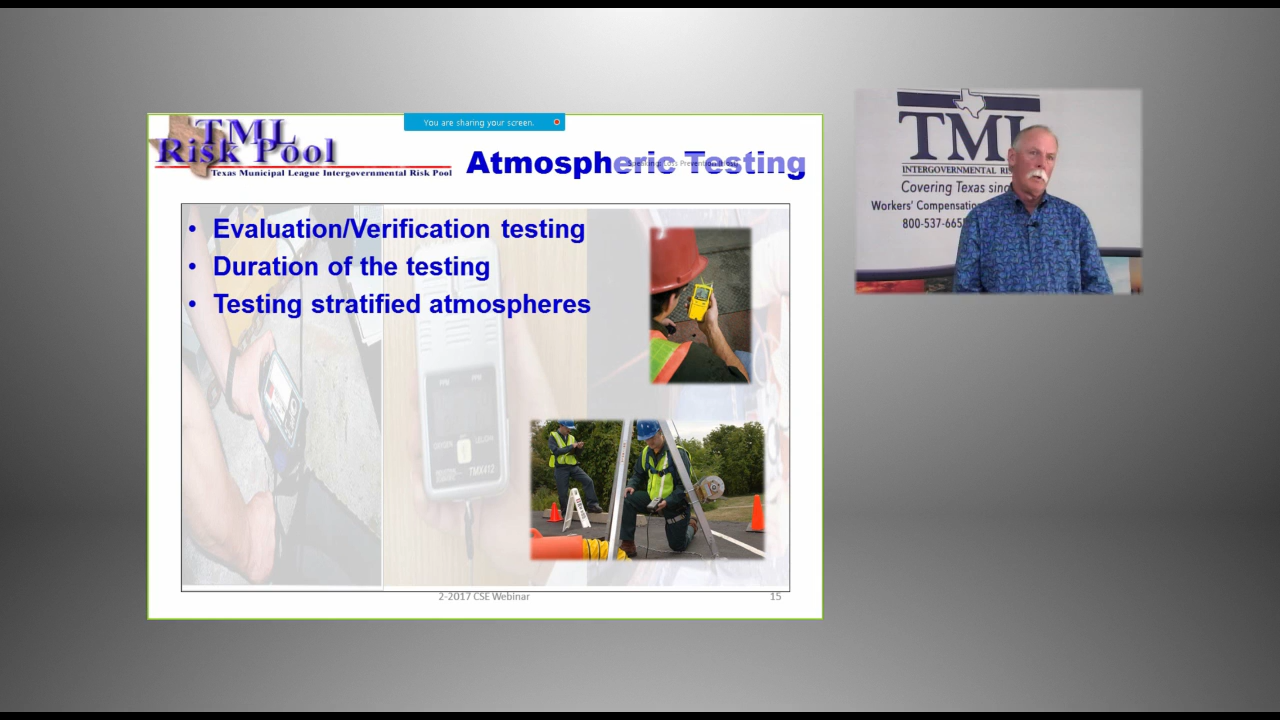 You are sharing your screen.
TML
Risk Pool
Texas Municipal League Intergovernmental Risk Pool
Atmospheric Testing
• Evaluation/Verification testing
• Duration of the testing
• Testing stratified atmospheres
TMX412
2-2017 CSE Webinar
15
TML
INTERGOVERNMENTAL
Covering Texas
Workers' Compensation
800-537-665